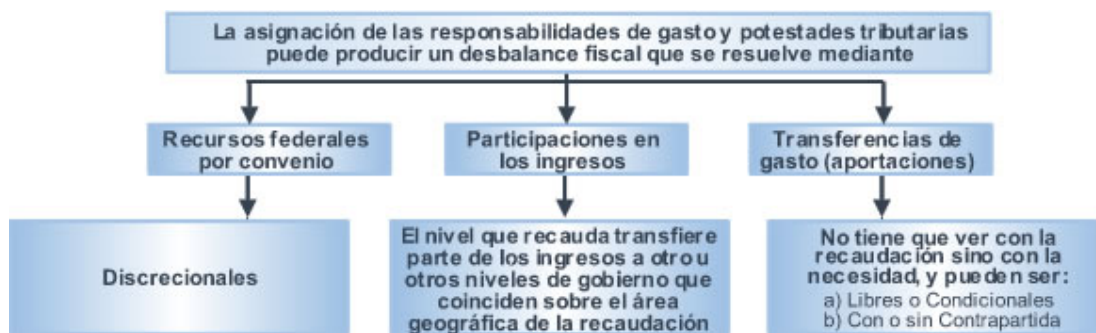 La asignación de las responsabilidades de gasto y potestades tributarias
puede producir un desbalance fiscal que se resuelve mediante
Recursos federales
por convenio
Participaciones en
los ingresos
Transferencias de
gasto (aportaciones)
Discrecionales
El nivel que recauda transfiere
parte de los ingresos a otro u
otros niveles de gobierno que
coinciden sobre el área
geográfica de la recaudación
No tiene que ver con la
recaudación sino con la
necesidad, y pueden ser:
a) Libres o Condicionales
b) Con o sin Contrapartida